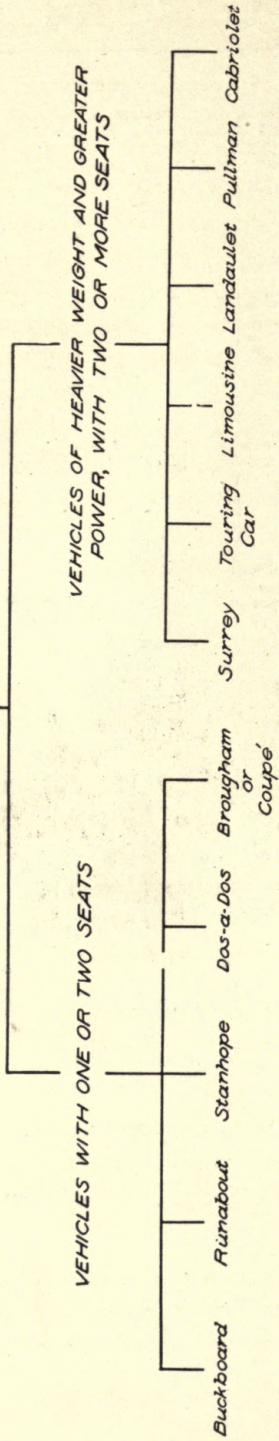 VEHICLES WITH ONE OR TWO SEATS
Buckboard Runabout Stanhope Dos-a-Dos Brougham
or
Coupé
VEHICLES OF HEAVIER WEIGHT AND GREATER
POWER, WITH TWO OR MORE SEATS
Surrey Touring Limousine Landaulet Pullman Cabriolet
Car